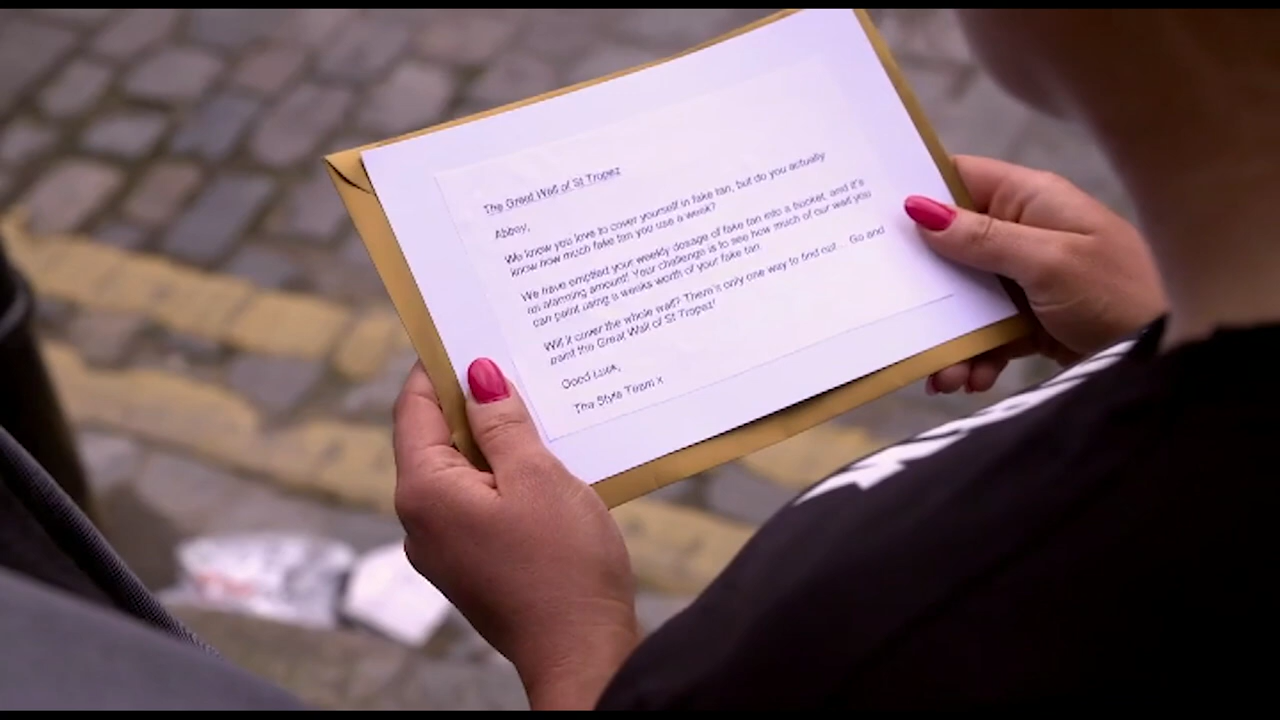 The Great Wall of St Tropez
Abbey,
We know you love to cover yourself in fake tan, but do you actually
know how much fake tan you use a week?
We have emptied your weekly dosage of fake tan into a bucket, and it's
an alarming amount! Your challenge is to see how much of our wall you
can paint using a weeks worth of your fake tan.
Will it cover the whole wall? There's only one way to find out... Go and
paint the Great Wall of St Tropez!
Good Luck,
The Style Team x